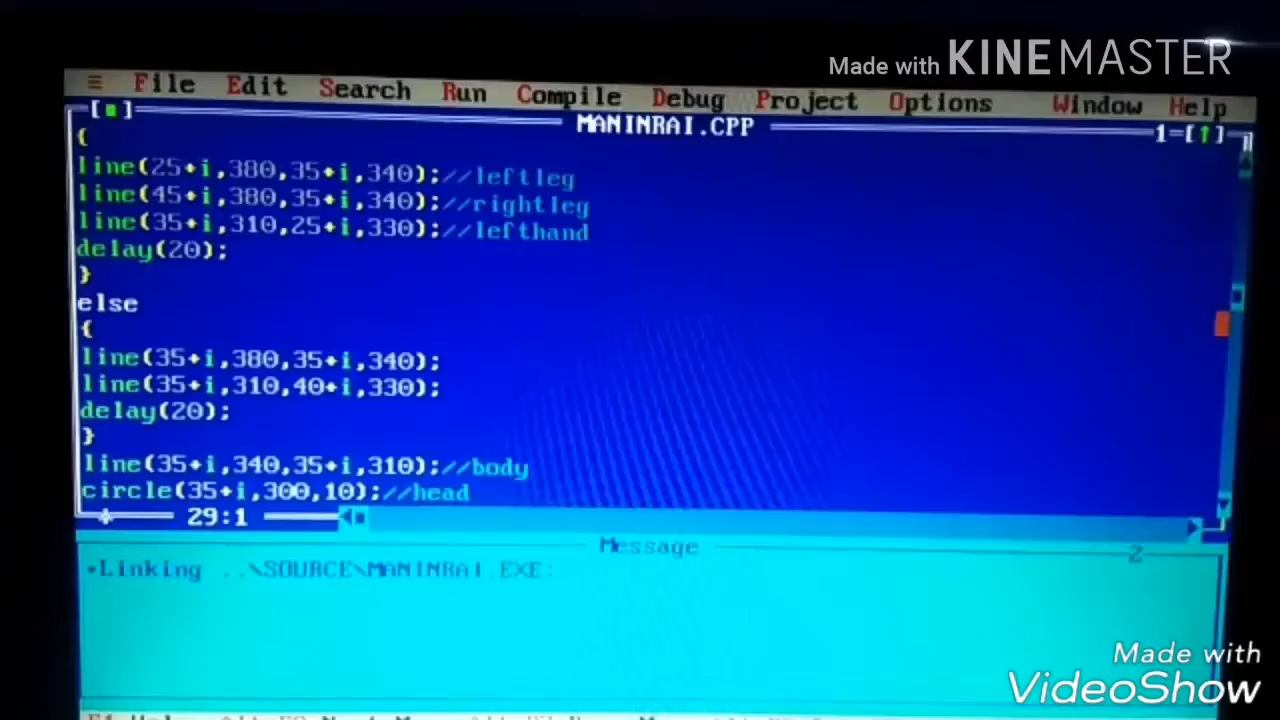 Made with KINEMASTER
≡ File Edit Search Run Compile Debug Project Options Window Help
[■] MANINRAI.CPP 1=[↑]
{
line(25+i,380,35+i,340);//leftleg
line(45+i,380,35+i,340);//rightleg
line(35+i,310,25+i,330);//lefthand
delay(20);
}
else
{
line(35+i,380,35+i,340);
line(35+i,310,40+i,330);
delay(20);
}
line(35+i,340,35+i,310);//body
circle(35+i,300,10);//head
29:1
Message 2
•Linking ..\SOURCE\MANINRAI.EXE:
Made with
VideoShow